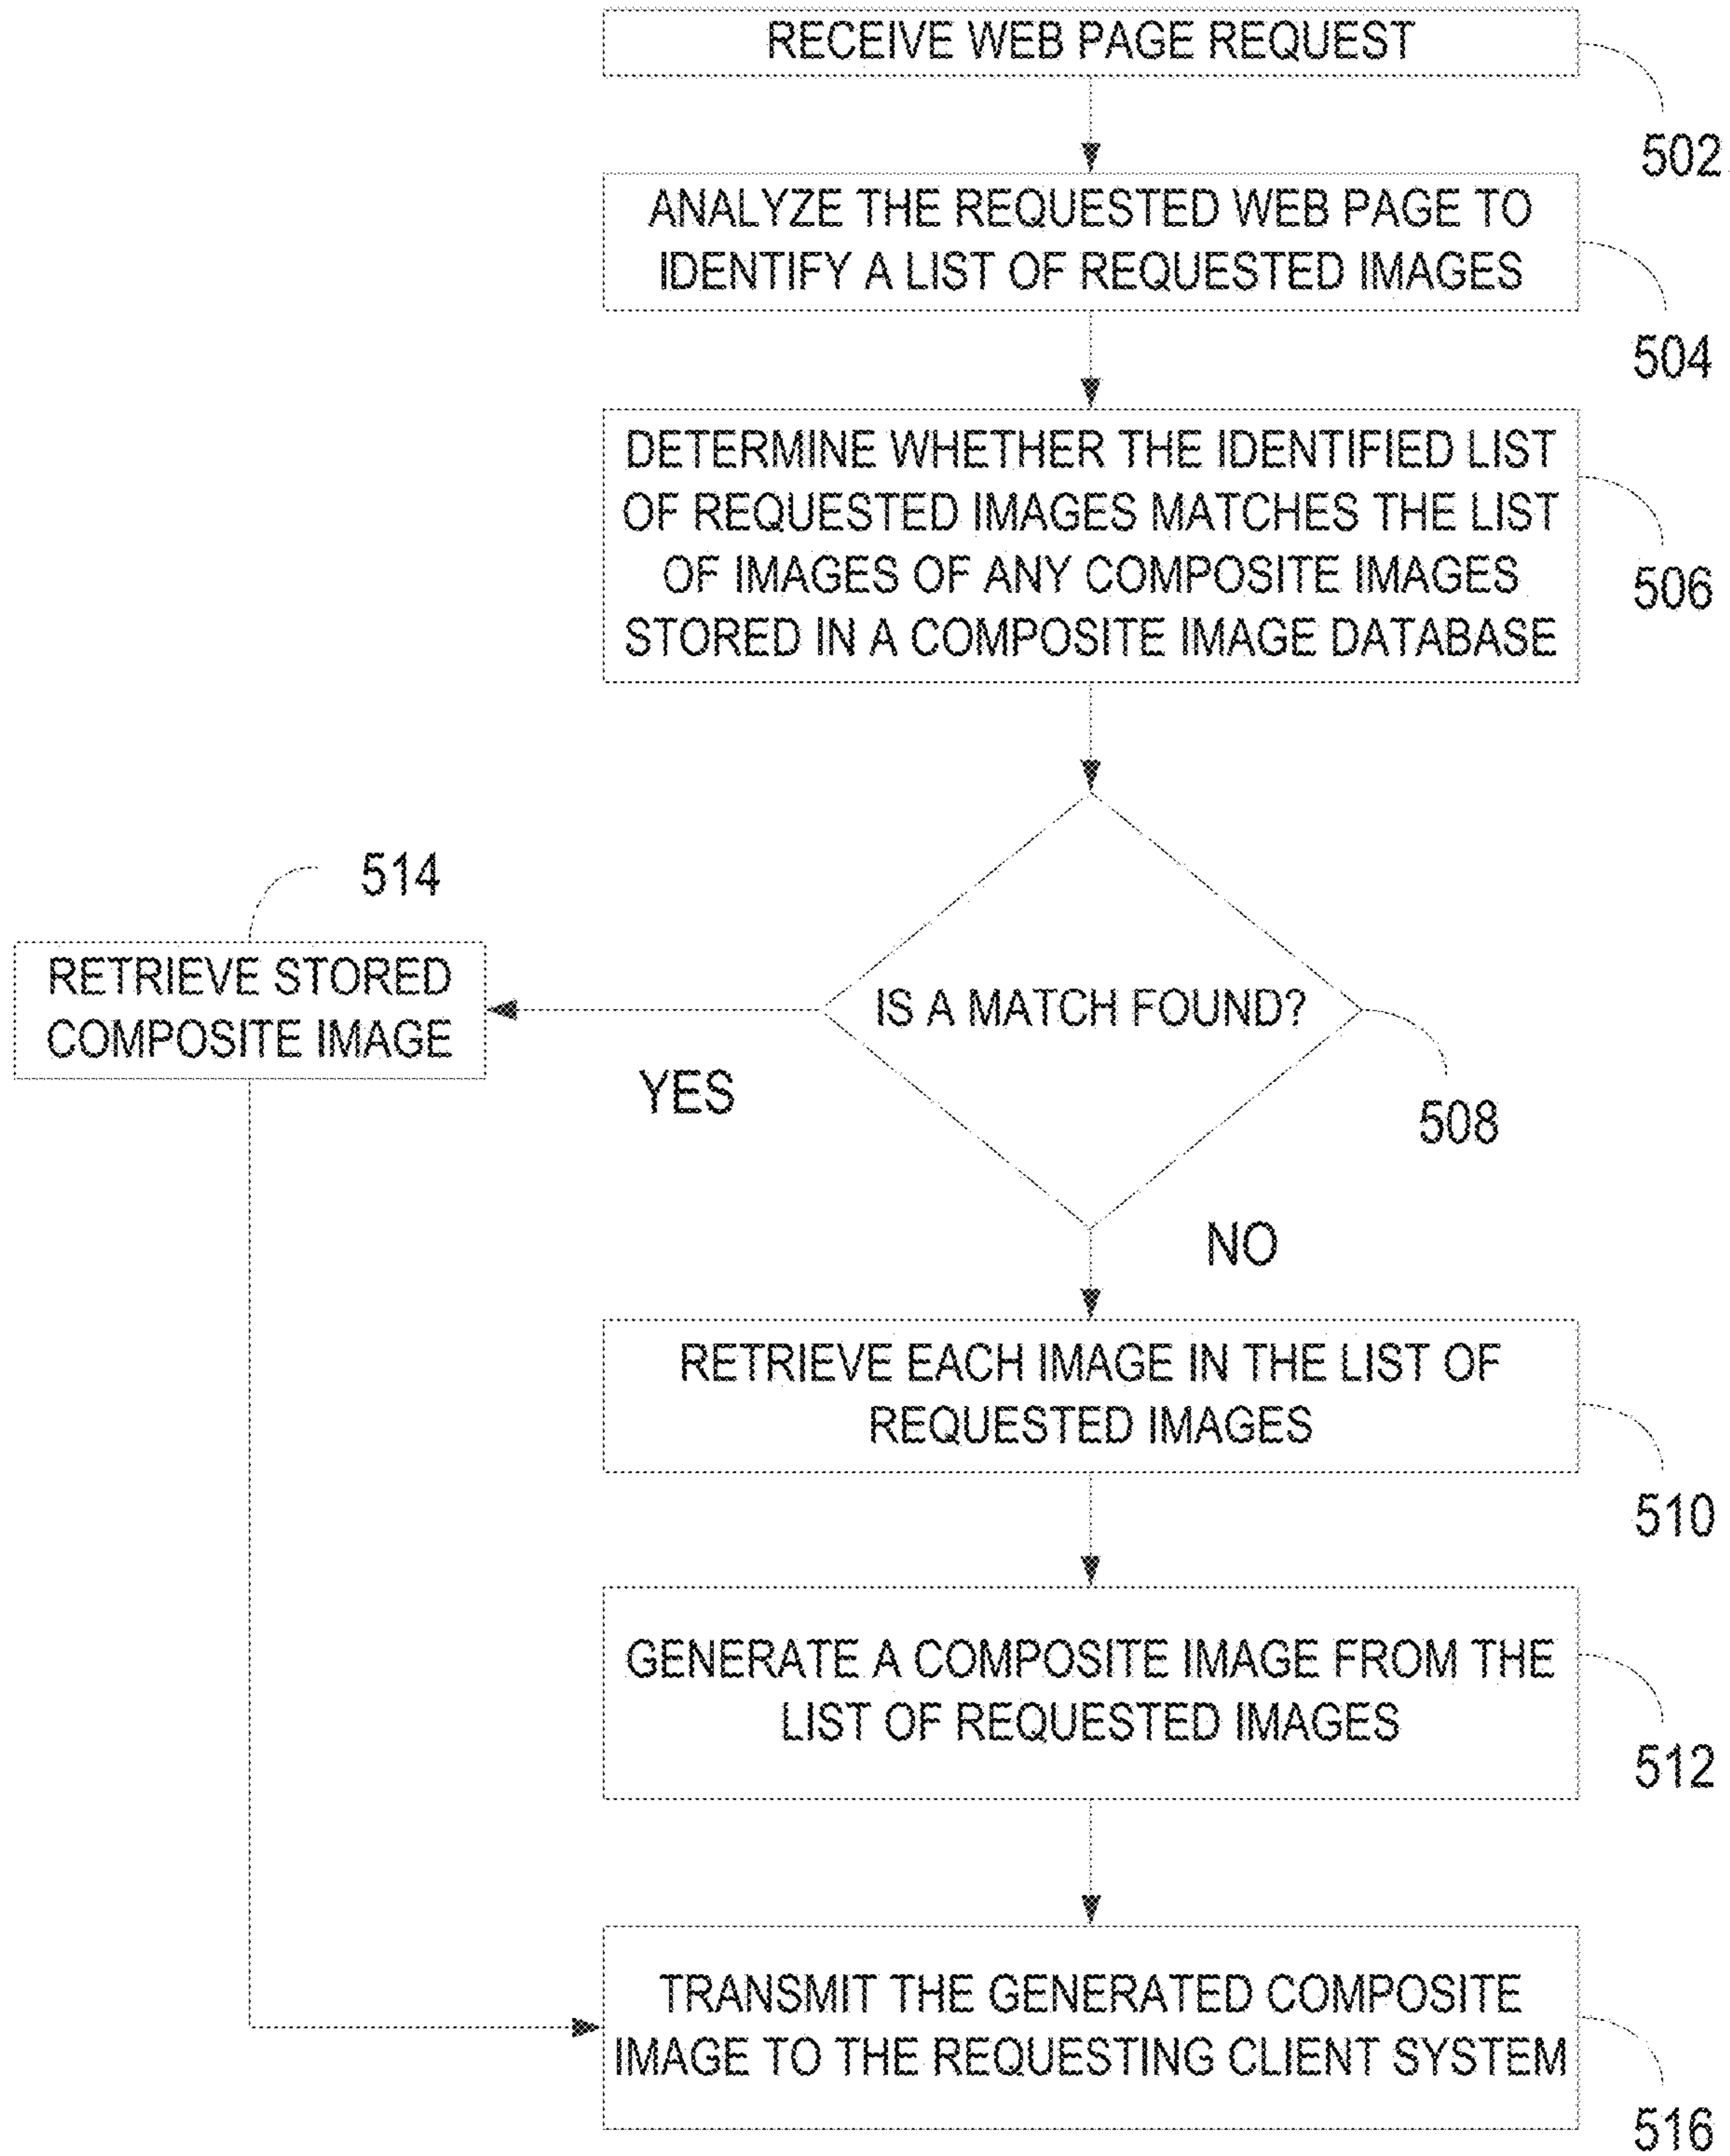 RECEIVE WEB PAGE REQUEST
502
ANALYZE THE REQUESTED WEB PAGE TO
IDENTIFY A LIST OF REQUESTED IMAGES
504
DETERMINE WHETHER THE IDENTIFIED LIST
OF REQUESTED IMAGES MATCHES THE LIST
OF IMAGES OF ANY COMPOSITE IMAGES
STORED IN A COMPOSITE IMAGE DATABASE
506
514
RETRIEVE STORED
COMPOSITE IMAGE
IS A MATCH FOUND?
YES
508
NO
RETRIEVE EACH IMAGE IN THE LIST OF
REQUESTED IMAGES
510
GENERATE A COMPOSITE IMAGE FROM THE
LIST OF REQUESTED IMAGES
512
TRANSMIT THE GENERATED COMPOSITE
IMAGE TO THE REQUESTING CLIENT SYSTEM
516